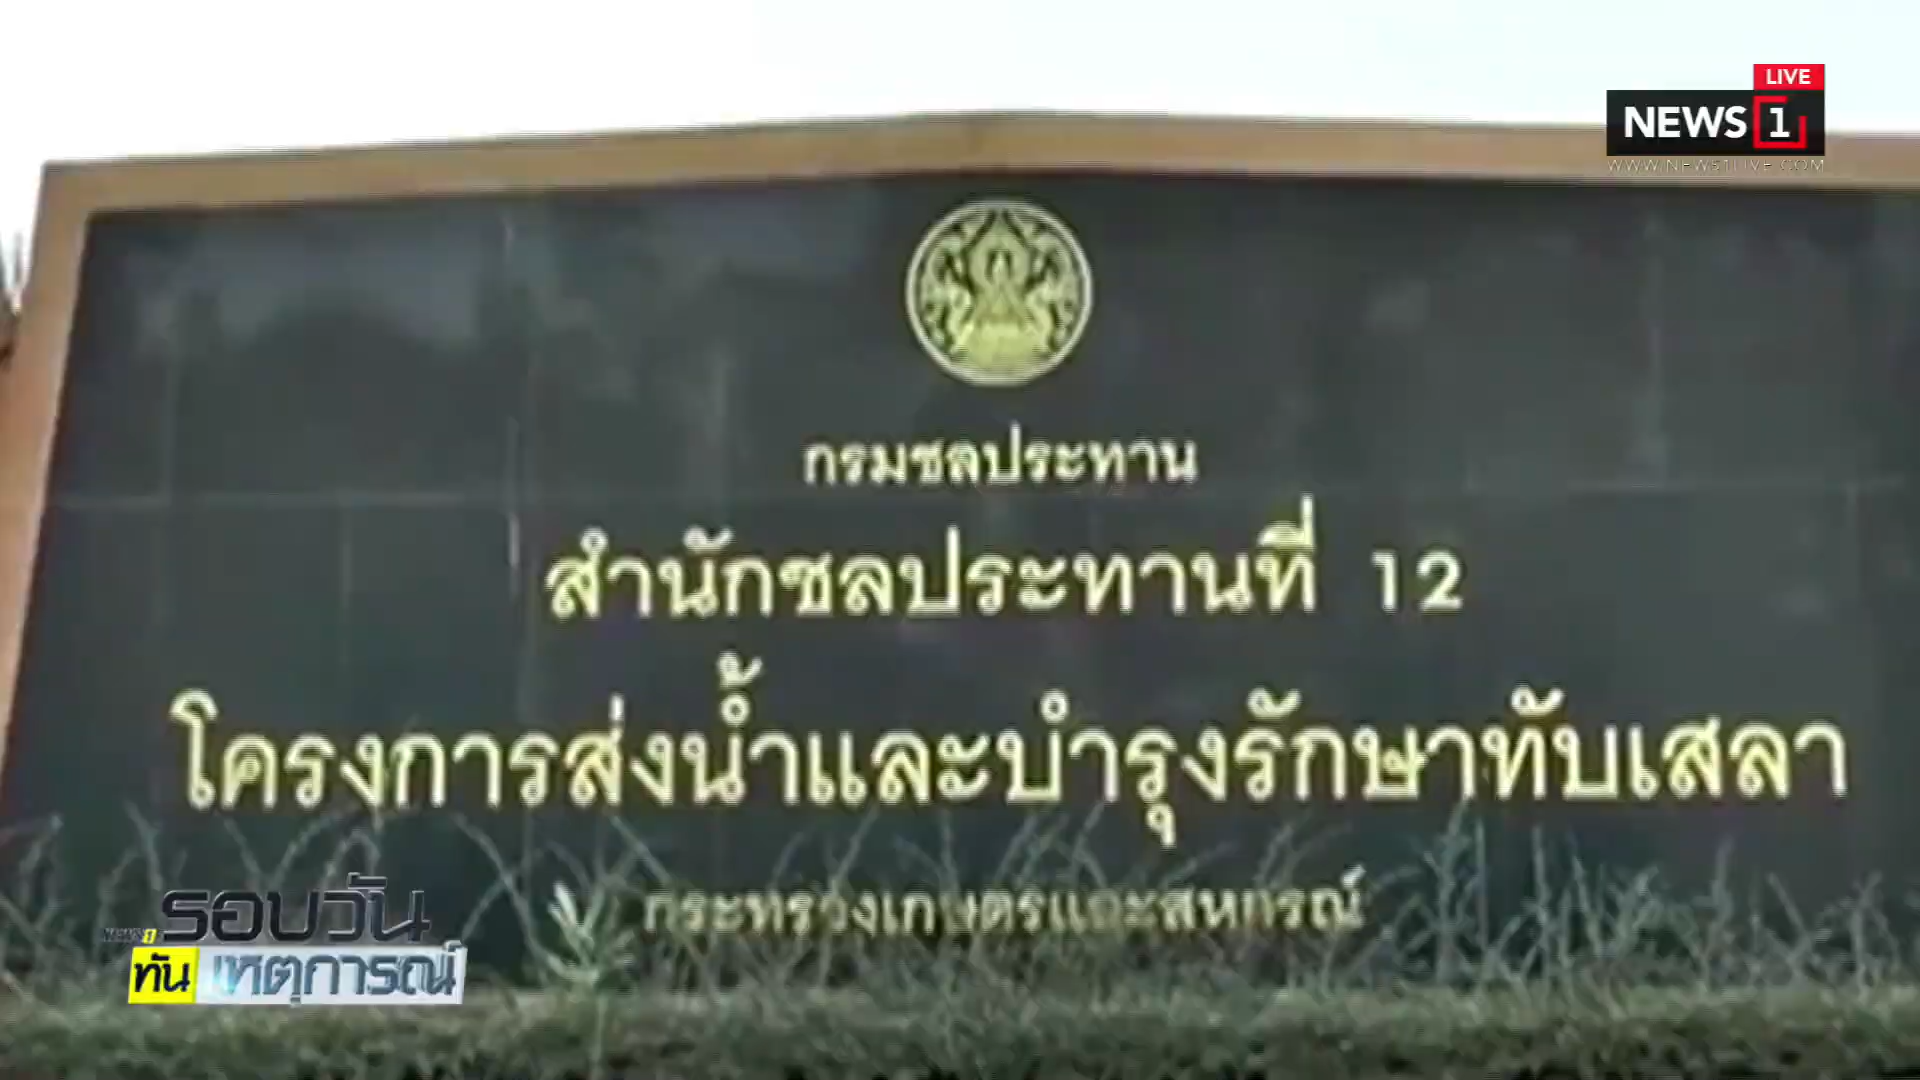 LIVE
NEWS 1
WWW.NEWS1LIVE.COM
กรมชลประทาน
สำนักชลประทานที่ 12
โครงการส่งน้ำและบำรุงรักษาทับเสลา
กระทรวงเกษตรและสหกรณ์
รอบวัน
NEWS1
ทัน เหตุการณ์